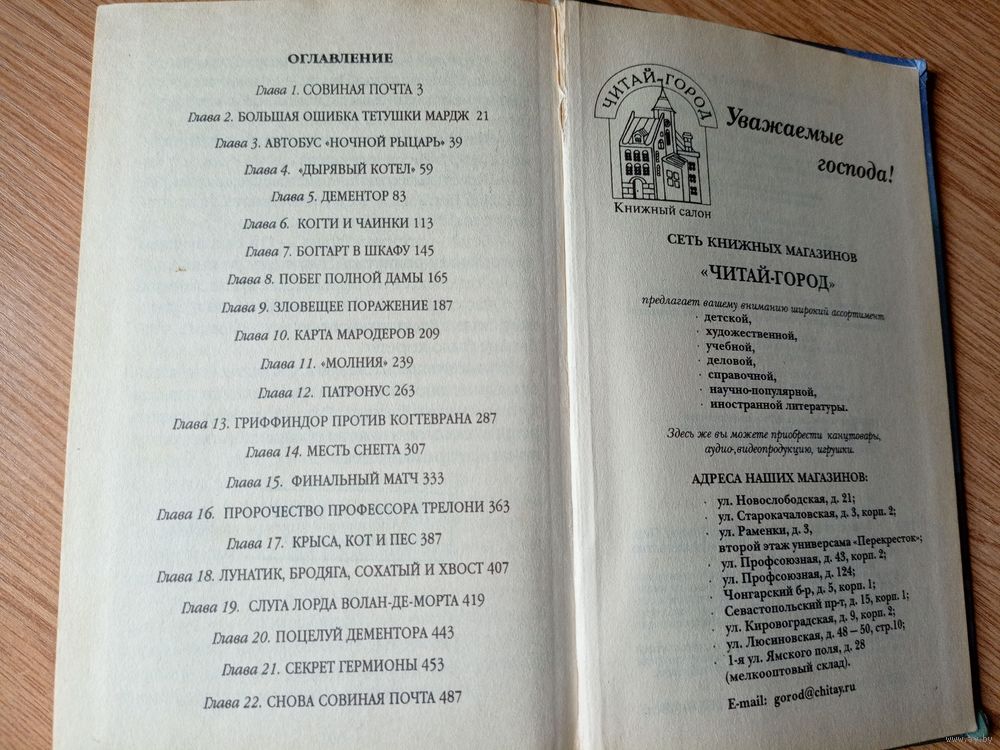 ОГЛАВЛЕНИЕ
Глава 1. СОВИНАЯ ПОЧТА 3
Глава 2. БОЛЬШАЯ ОШИБКА ТЕТУШКИ МАРДЖ 21
Глава 3. АВТОБУС «НОЧНОЙ РЫЦАРЬ» 39
Глава 4. «ДЫРЯВЫЙ КОТЕЛ» 59
Глава 5. ДЕМЕНТОР 83
Глава 6. КОГТИ И ЧАИНКИ 113
Глава 7. БОГГАРТ В ШКАФУ 145
Глава 8. ПОБЕГ ПОЛНОЙ ДАМЫ 165
Глава 9. ЗЛОВЕЩЕЕ ПОРАЖЕНИЕ 187
Глава 10. КАРТА МАРОДЕРОВ 209
Глава 11. «МОЛНИЯ» 239
Глава 12. ПАТРОНУС 263
Глава 13. ГРИФФИНДОР ПРОТИВ КОГТЕВРАНА 287
Глава 14. МЕСТЬ СНЕГГА 307
Глава 15. ФИНАЛЬНЫЙ МАТЧ 333
Глава 16. ПРОРОЧЕСТВО ПРОФЕССОРА ТРЕЛОНИ 363
Глава 17. КРЫСА, КОТ И ПЕС 387
Глава 18. ЛУНАТИК, БРОДЯГА, СОХАТЫЙ И ХВОСТ 407
Глава 19. СЛУГА ЛОРДА ВОЛАН-ДЕ-МОРТА 419
Глава 20. ПОЦЕЛУЙ ДЕМЕНТОРА 443
Глава 21. СЕКРЕТ ГЕРМИОНЫ 453
Глава 22. СНОВА СОВИНАЯ ПОЧТА 487
ЧИТАЙ-ГОРОД
Книжный салон
Уважаемые
господа!
СЕТЬ КНИЖНЫХ МАГАЗИНОВ
«ЧИТАЙ-ГОРОД»
предлагает вашему вниманию широкий ассортимент
· детской,
· художественной,
· учебной,
· деловой,
· справочной,
· научно-популярной,
· иностранной литературы.
Здесь же вы можете приобрести канцтовары,
аудио-,видеопродукцию, игрушки.
АДРЕСА НАШИХ МАГАЗИНОВ:
· ул. Новослободская, д. 21;
· ул. Старокачаловская, д. 3, корп. 2;
· ул. Раменки, д. 3,
второй этаж универсама «Перекресток»;
· ул. Профсоюзная, д. 43, корп. 2;
· ул. Профсоюзная, д. 124;
· Чонгарский б-р, д. 5, корп. 1;
· Севастопольский пр-т, д. 15, корп. 1;
· ул. Кировоградская, д. 9, корп. 2;
· ул. Люсиновская, д. 48 – 50, стр.10;
· 1-я ул. Ямского поля, д. 28
(мелкооптовый склад).
E-mail: gorod@chitay.ru
www.ay.by